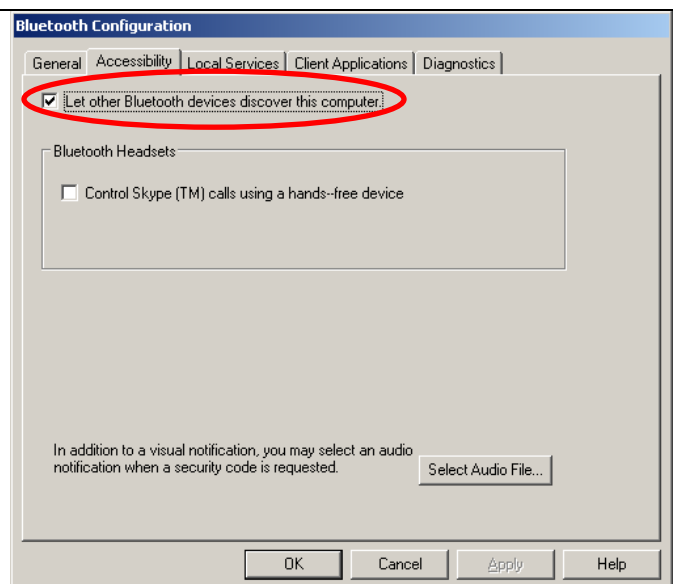 Bluetooth Configuration
General Accessibility Local Services Client Applications Diagnostics
Let other Bluetooth devices discover this computer.
Bluetooth Headsets
Control Skype (TM) calls using a hands--free device
In addition to a visual notification, you may select an audio
notification when a security code is requested.
Select Audio File...
OK Cancel Apply Help